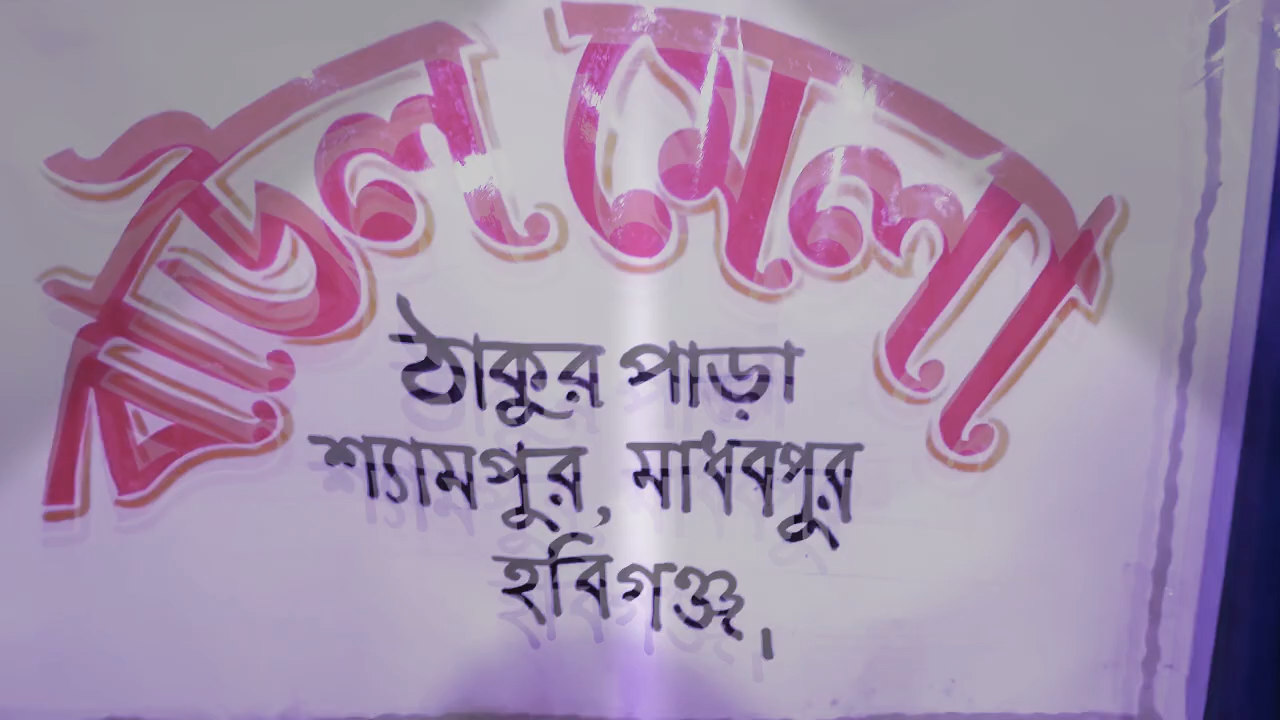 বাউল মেলা
ঠাকুর পাড়া
শ্যামপুর, মাধবপুর
হবিগঞ্জ।